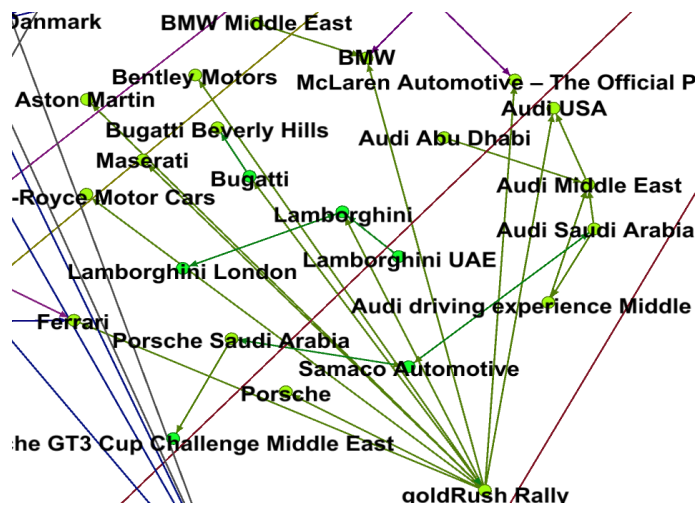 Danmark
BMW Middle East
BMW
Bentley Motors
McLaren Automotive – The Official P
Aston Martin
Audi USA
Bugatti Beverly Hills
Audi Abu Dhabi
Maserati
Bugatti
Audi Middle East
-Royce Motor Cars
Lamborghini
Audi Saudi Arabia
Lamborghini UAE
Lamborghini London
Audi driving experience Middle
Ferrari
Porsche Saudi Arabia
Samaco Automotive
Porsche
he GT3 Cup Challenge Middle East
goldRush Rally